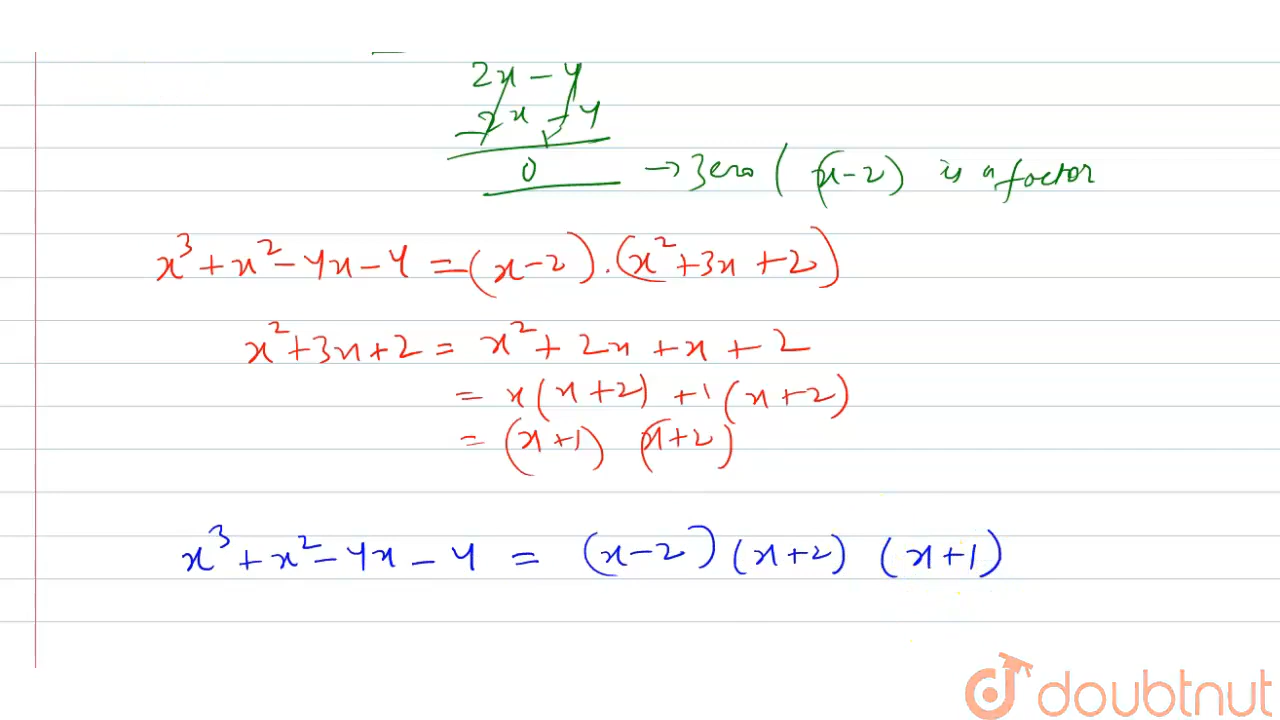 2x - 4
-2x - 4
0 → Zero ( (x-2) is a factor
x³ + x² - 4x - 4 = (x-2).(x² + 3x + 2)
x² + 3x + 2 = x² + 2x + x + 2
= x(x+2) + 1(x+2)
= (x+1) (x+2)
x³ + x² - 4x - 4 = (x-2) (x+2) (x+1)
doubtnut